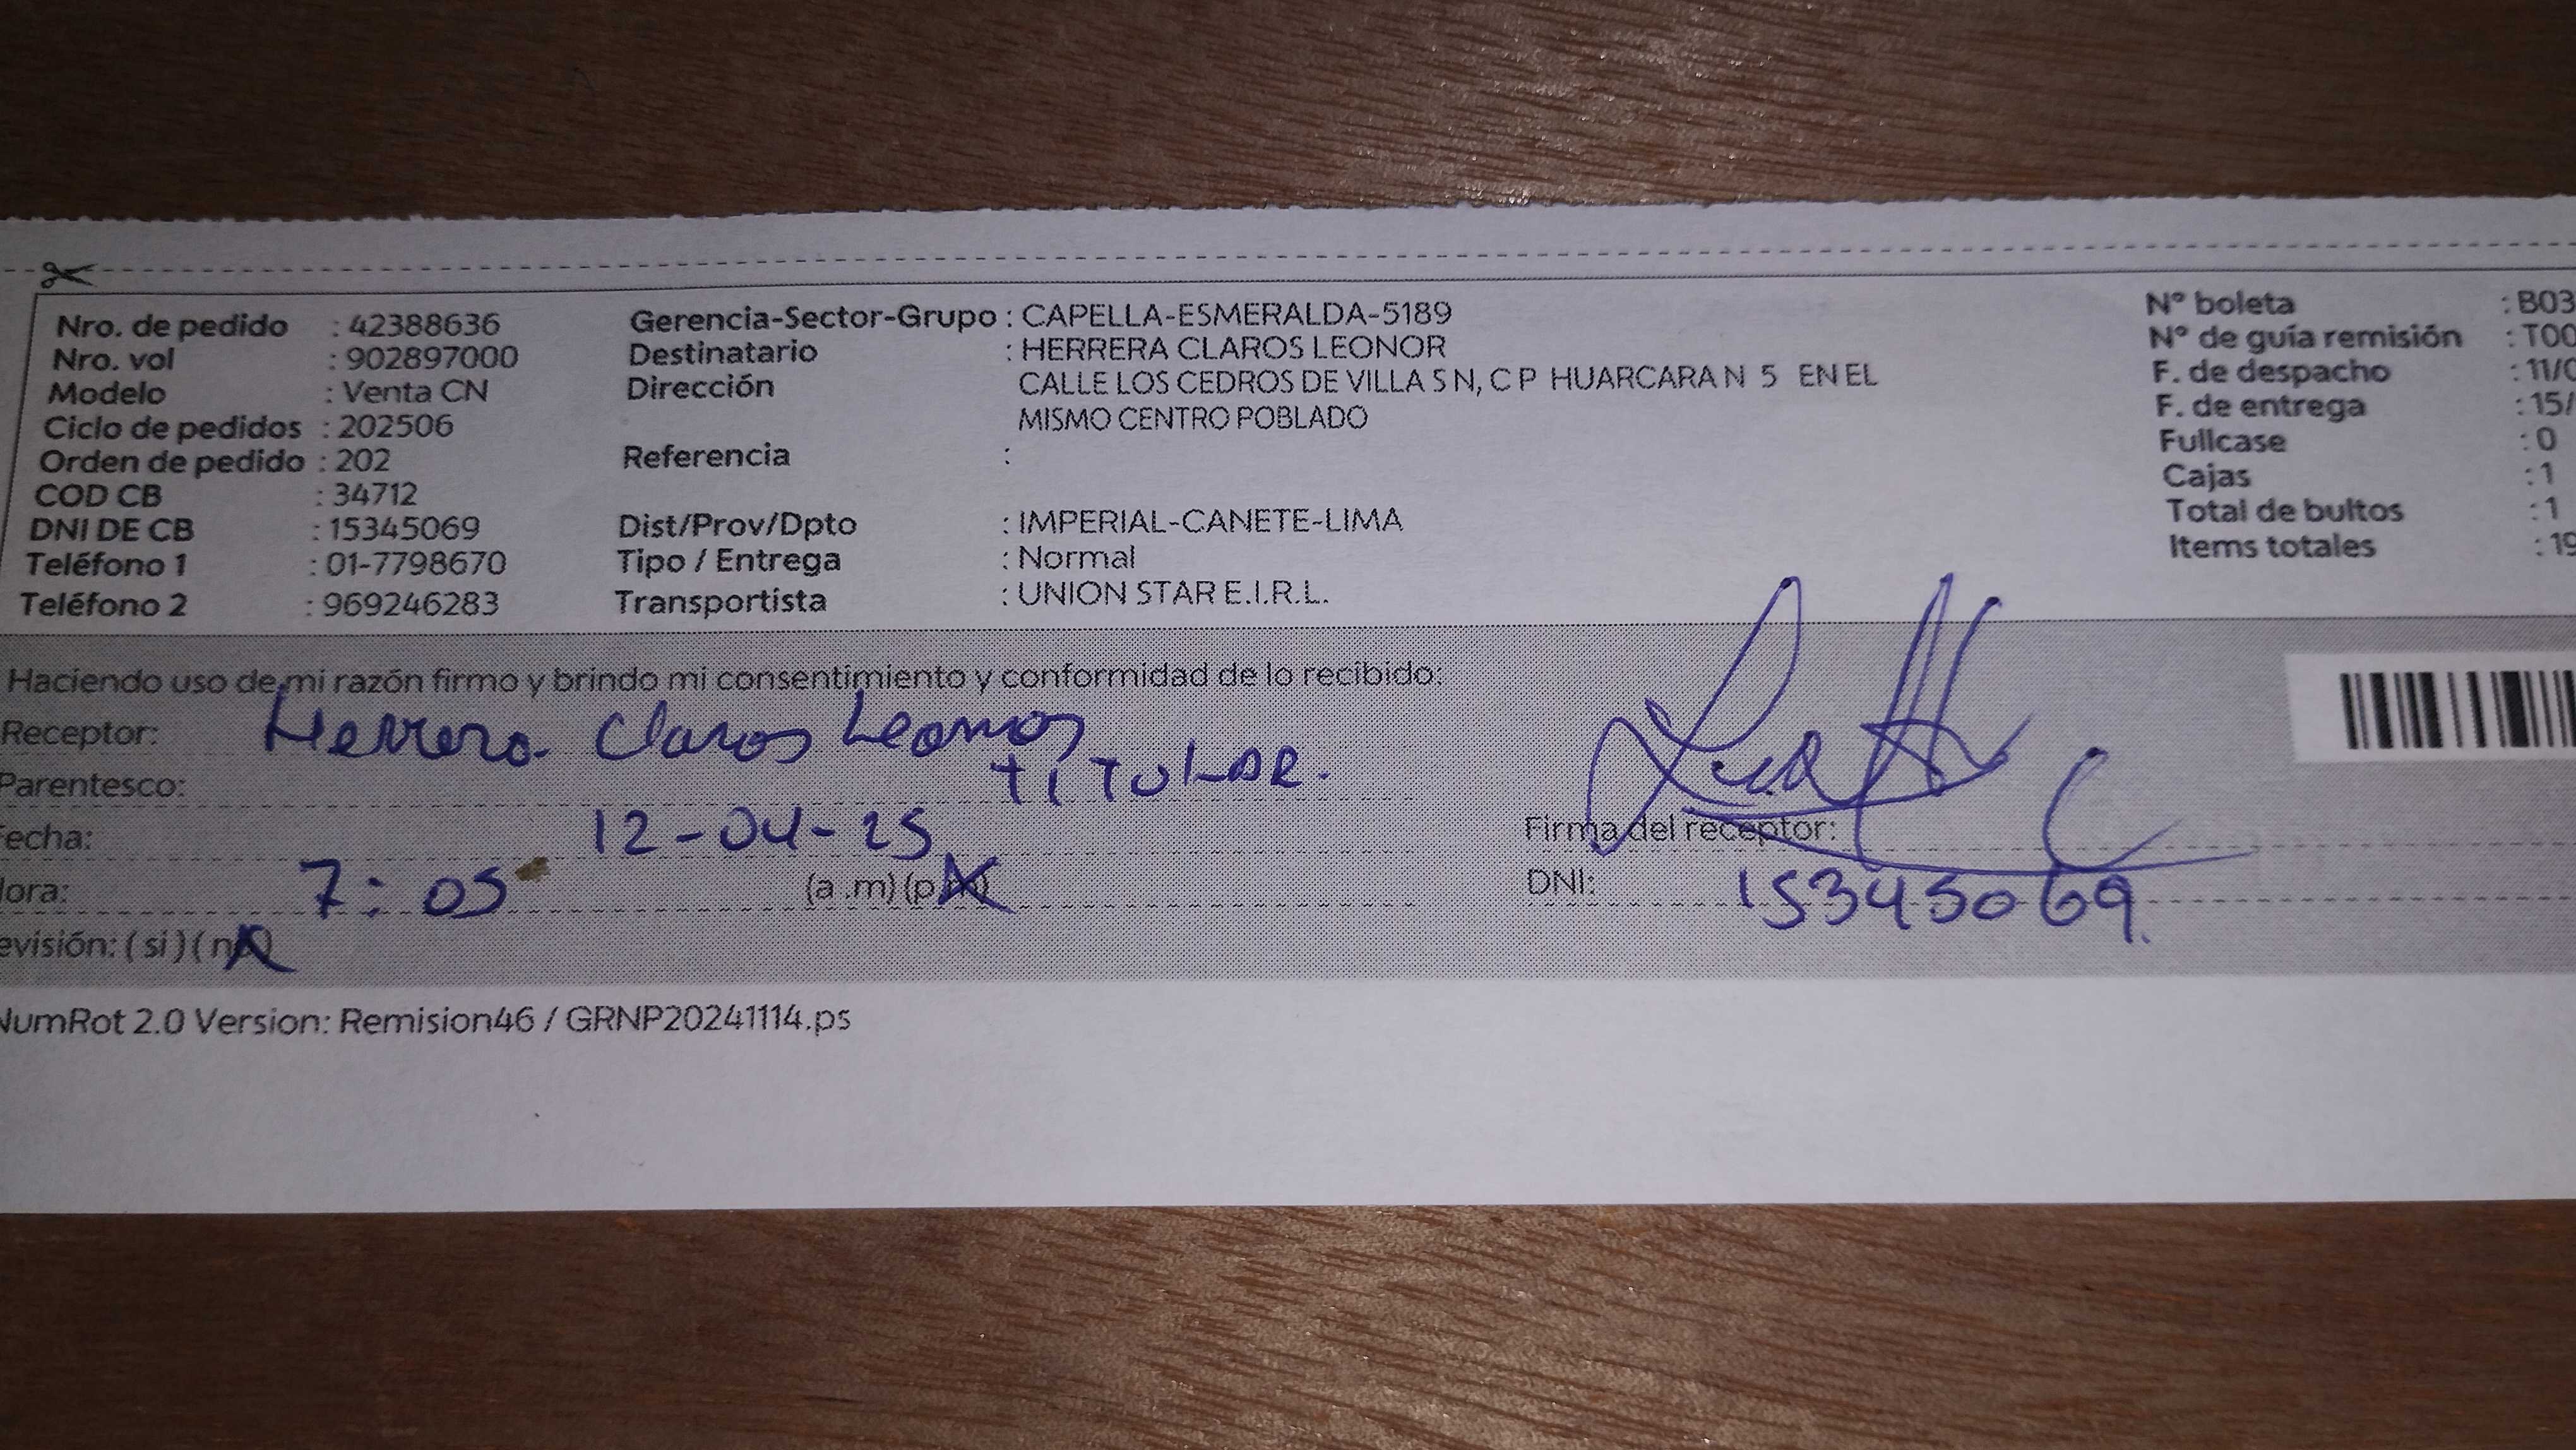 Nro. de pedido : 42388636
Nro. vol : 902897000
Modelo : Venta CN
Ciclo de pedidos : 202506
Orden de pedido : 202
COD CB : 34712
DNI DE CB : 15345069
Teléfono 1 : 01-7798670
Teléfono 2 : 969246283
Gerencia-Sector-Grupo : CAPELLA-ESMERALDA-5189
Destinatario : HERRERA CLAROS LEONOR
Dirección CALLE LOS CEDROS DE VILLA S N, C P HUARCARA N 5 EN EL
MISMO CENTRO POBLADO
Referencia :
Dist/Prov/Dpto : IMPERIAL-CANETE-LIMA
Tipo / Entrega : Normal
Transportista : UNION STAR E.I.R.L.
N° boleta : B03
N° de guía remisión : T00
F. de despacho : 11/0
F. de entrega : 15/
Fullcase : 0
Cajas : 1
Total de bultos : 1
Items totales : 19
Haciendo uso de mi razón firmo y brindo mi consentimiento y conformidad de lo recibido:
Receptor: Herrera Claros Leonor
Parentesco: TITULAR.
Fecha: 12-04-25
Hora: 7:05 (a .m) (p.m)
evisión: ( si ) ( no )
Firma del receptor:
DNI: 15345069.
NumRot 2.0 Version: Remision46 / GRNP20241114.ps